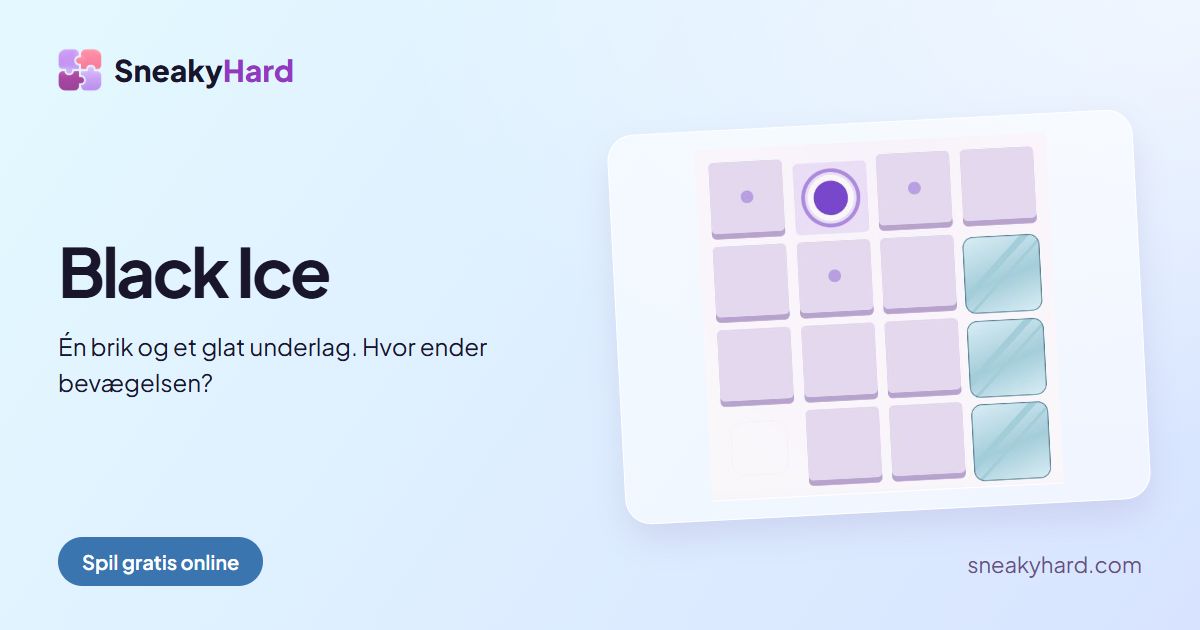 SneakyHard
Black Ice
Én brik og et glat underlag. Hvor ender
bevægelsen?
Spil gratis online
sneakyhard.com